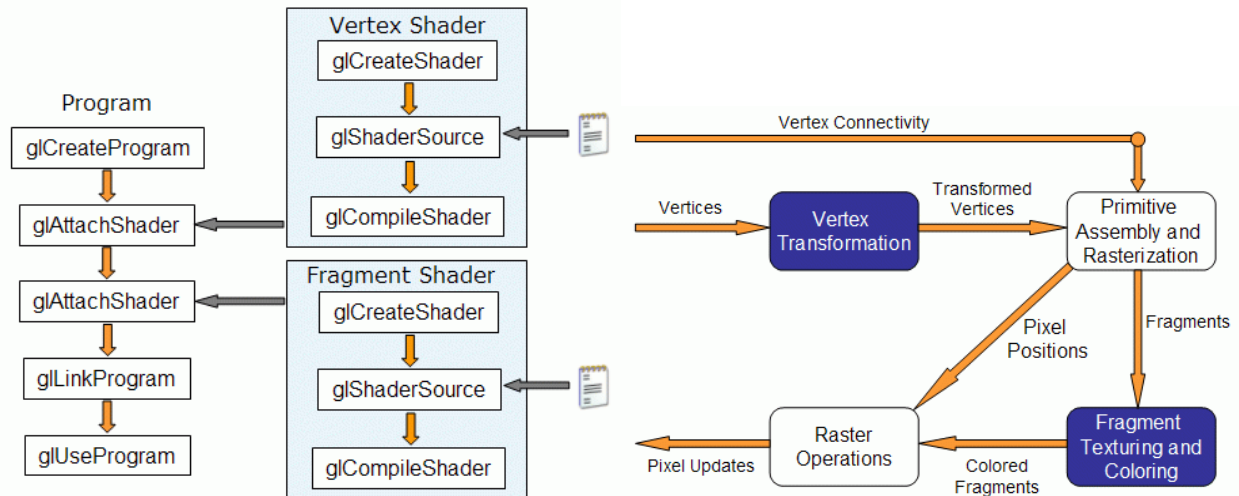 Program
glCreateProgram
glAttachShader
glAttachShader
glLinkProgram
glUseProgram
Vertex Shader
glCreateShader
glShaderSource
glCompileShader
Fragment Shader
glCreateShader
glShaderSource
glCompileShader
Vertex Connectivity
Vertices
Vertex
Transformation
Transformed
Vertices
Primitive
Assembly and
Rasterization
Pixel
Positions
Fragments
Fragment
Texturing and
Coloring
Colored
Fragments
Raster
Operations
Pixel Updates